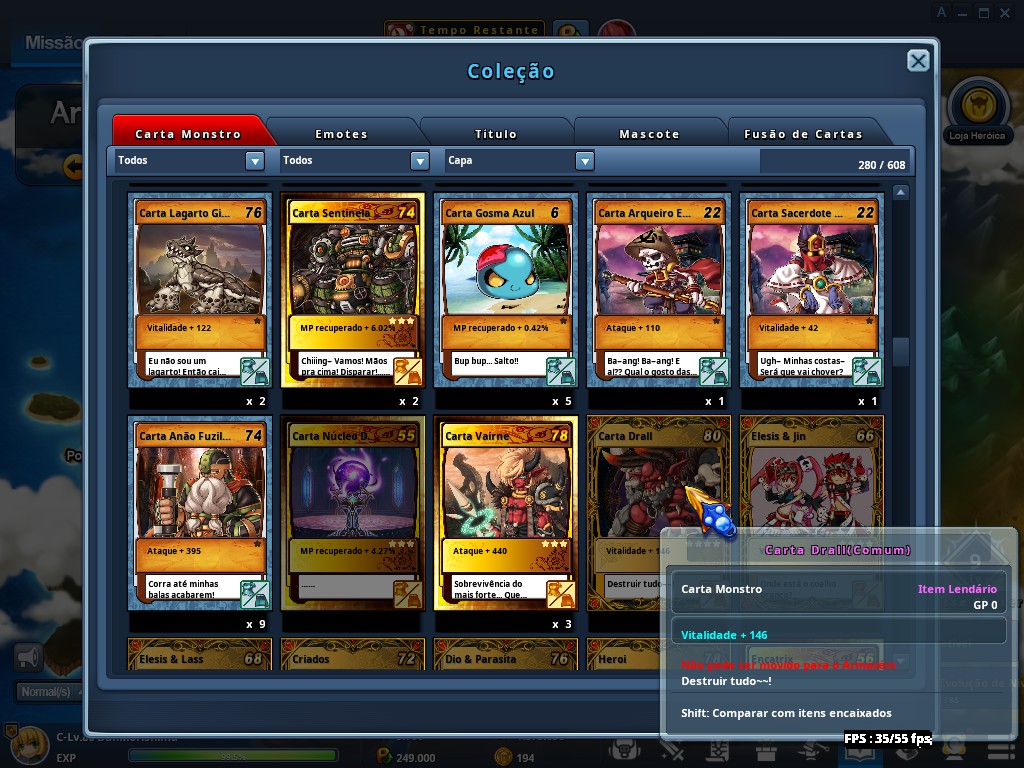 Missão
Tempo Restante
A
Coleção
Ar
Loja Heróica
Carta Monstro
Emotes
Titulo
Mascote
Fusão de Cartas
Todos
Todos
Capa
280 / 608
Carta Lagarto Gi... 76
Vitalidade + 122
Eu não sou um
lagarto! Então cai...
x 2
Carta Sentinela 74
MP recuperado + 6.02%
Chiiing~ Vamos! Mãos
pra cima! Disparar!.....
x 2
Carta Gosma Azul 6
MP recuperado + 0.42%
Bup bup... Salto!!
x 5
Carta Arqueiro E... 22
Ataque + 110
Ba~ang! Ba~ang! E
aí?? Qual o gosto das...
x 1
Carta Sacerdote ... 22
Vitalidade + 42
Ugh~ Minhas costas~
Será que vai chover?
x 1
Carta Anão Fuzil... 74
Ataque + 395
Corra até minhas
balas acabarem!
x 9
Carta Núcleo D... 55
MP recuperado + 4.27%
......
Carta Vairne 78
Ataque + 440
Sobrevivência do
mais forte... Que...
x 3
Carta Drall 80
Vitalidade + 146
Destruir tudo~
Elesis & Jin 66
Carta Drall(Comum)
Carta Monstro
Item Lendário
GP 0
Vitalidade + 146
Não pode ser movido para o Armazém
Destruir tudo~~!
Shift: Comparar com itens encaixados
Elesis & Lass 68
Criados 72
Dio & Parasita 76
Heroi
Normal(/s)
C-Lv.
EXP
249.000
194
FPS : 35/55 fps